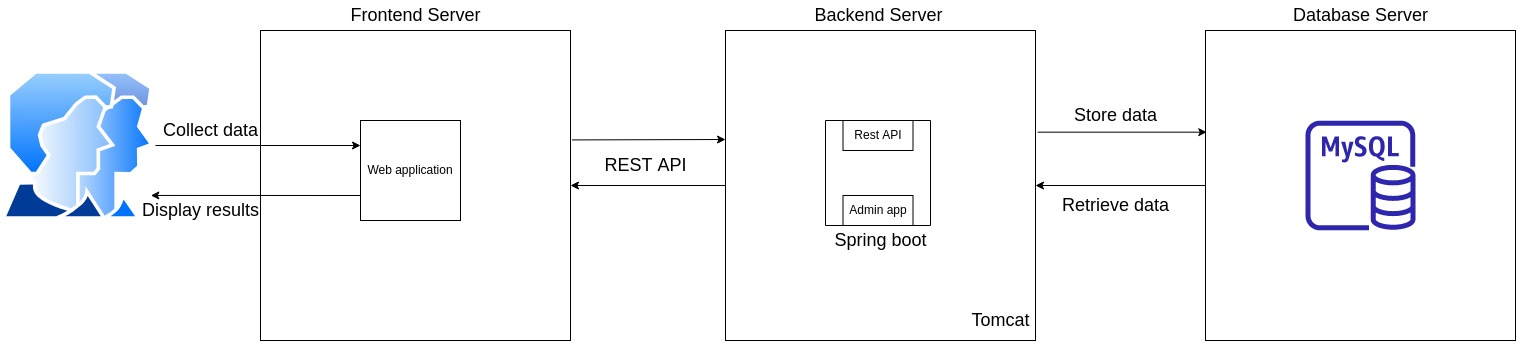 Frontend Server
Backend Server
Database Server
Collect data
Web application
Display results
REST API
Rest API
Admin app
Spring boot
Tomcat
Store data
Retrieve data
MySQL